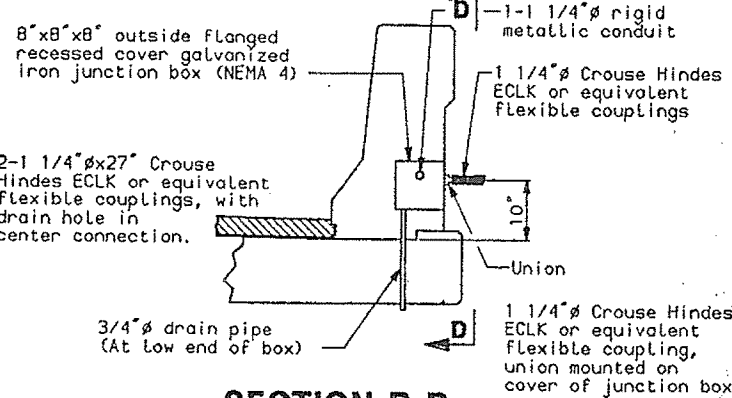 8"x8"x8" outside flanged
recessed cover galvanized
iron junction box (NEMA 4)
D
1-1 1/4"ø rigid
metallic conduit
1 1/4"ø Crouse Hindes
ECLK or equivalent
flexible couplings
2-1 1/4"øx27" Crouse
Hindes ECLK or equivalent
flexible couplings, with
drain hole in
center connection.
10"
Union
3/4"ø drain pipe
(At low end of box)
D
1 1/4"ø Crouse Hindes
ECLK or equivalent
flexible coupling,
union mounted on
cover of junction box
SECTION